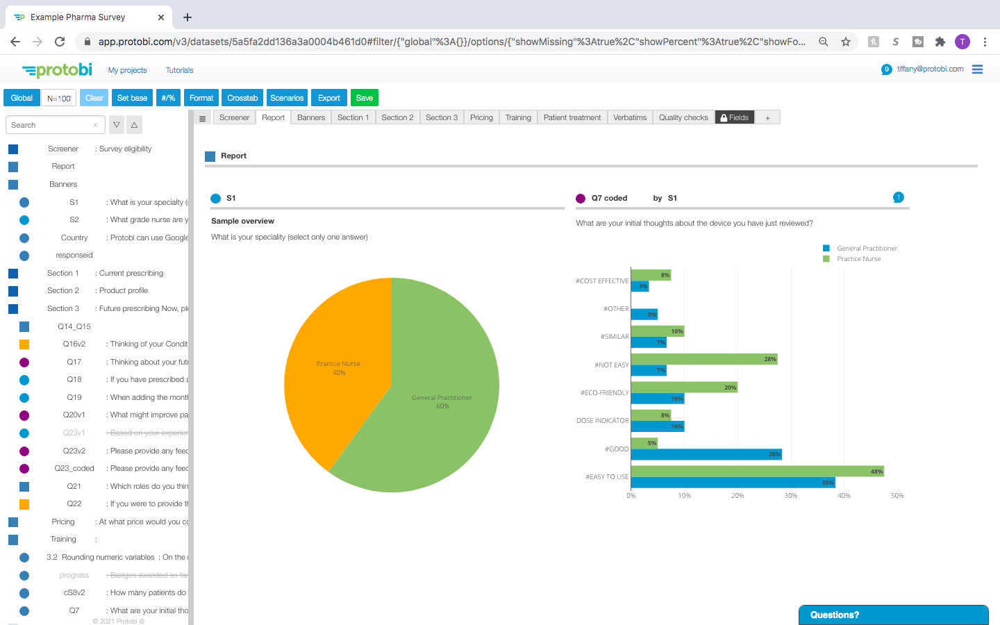 Example Pharma Survey
app.protobi.com/v3/datasets/5a5fa2dd136a3a0004b461d0#filter/{"global"%3A{}}/options/{"showMissing"%3Atrue%2C"showPercent"%3Atrue%2C"showFo...
T
protobi My projects Tutorials
9 tiffany@protobi.com
Global N=100 Clear Set base #/% Format Crosstab Scenarios Export Save
Search x ▽ △
☰ Screener Report Banners Section 1 Section 2 Section 3 Pricing Training Patient treatment Verbatims Quality checks Fields +
Screener : Survey eligibility
Report
Banners
S1 : What is your specialty (
S2 : What grade nurse are y
Country : Protobi can use Google
responseid
Section 1 : Current prescribing
Section 2 : Product profile
Section 3 : Future prescribing Now, ple
Q14_Q15
Q16v2 : Thinking of your Condit
Q17 : Thinking about your futu
Q18 : If you have prescribed a
Q19 : When adding the mont
Q20v1 : What might improve pa
Q23v1 : Based on your experien
Q23v2 : Please provide any feed
Q23_coded : Please provide any feed
Q21 : Which roles do you thin
Q22 : If you were to provide th
Pricing : At what price would you co
Training :
3.2 Rounding numeric variables : On the
progress : Badges awarded so far
cS8v2 : How many patients do
Q7 : What are your initial tho
© 2021 Protobi ®
Report
S1
Sample overview
What is your speciality (select only one answer)
Practice Nurse
40%
General Practitioner
60%
Q7 coded by S1
1
What are your initial thoughts about the device you have just reviewed?
General Practitioner
Practice Nurse
#COST EFFECTIVE 8% 3%
#OTHER 5%
#SIMILAR 10% 7%
#NOT EASY 28% 7%
#ECO-FRIENDLY 20% 10%
DOSE INDICATOR 8% 10%
#GOOD 5% 28%
#EASY TO USE 48% 38%
0% 10% 20% 30% 40% 50%
Questions?